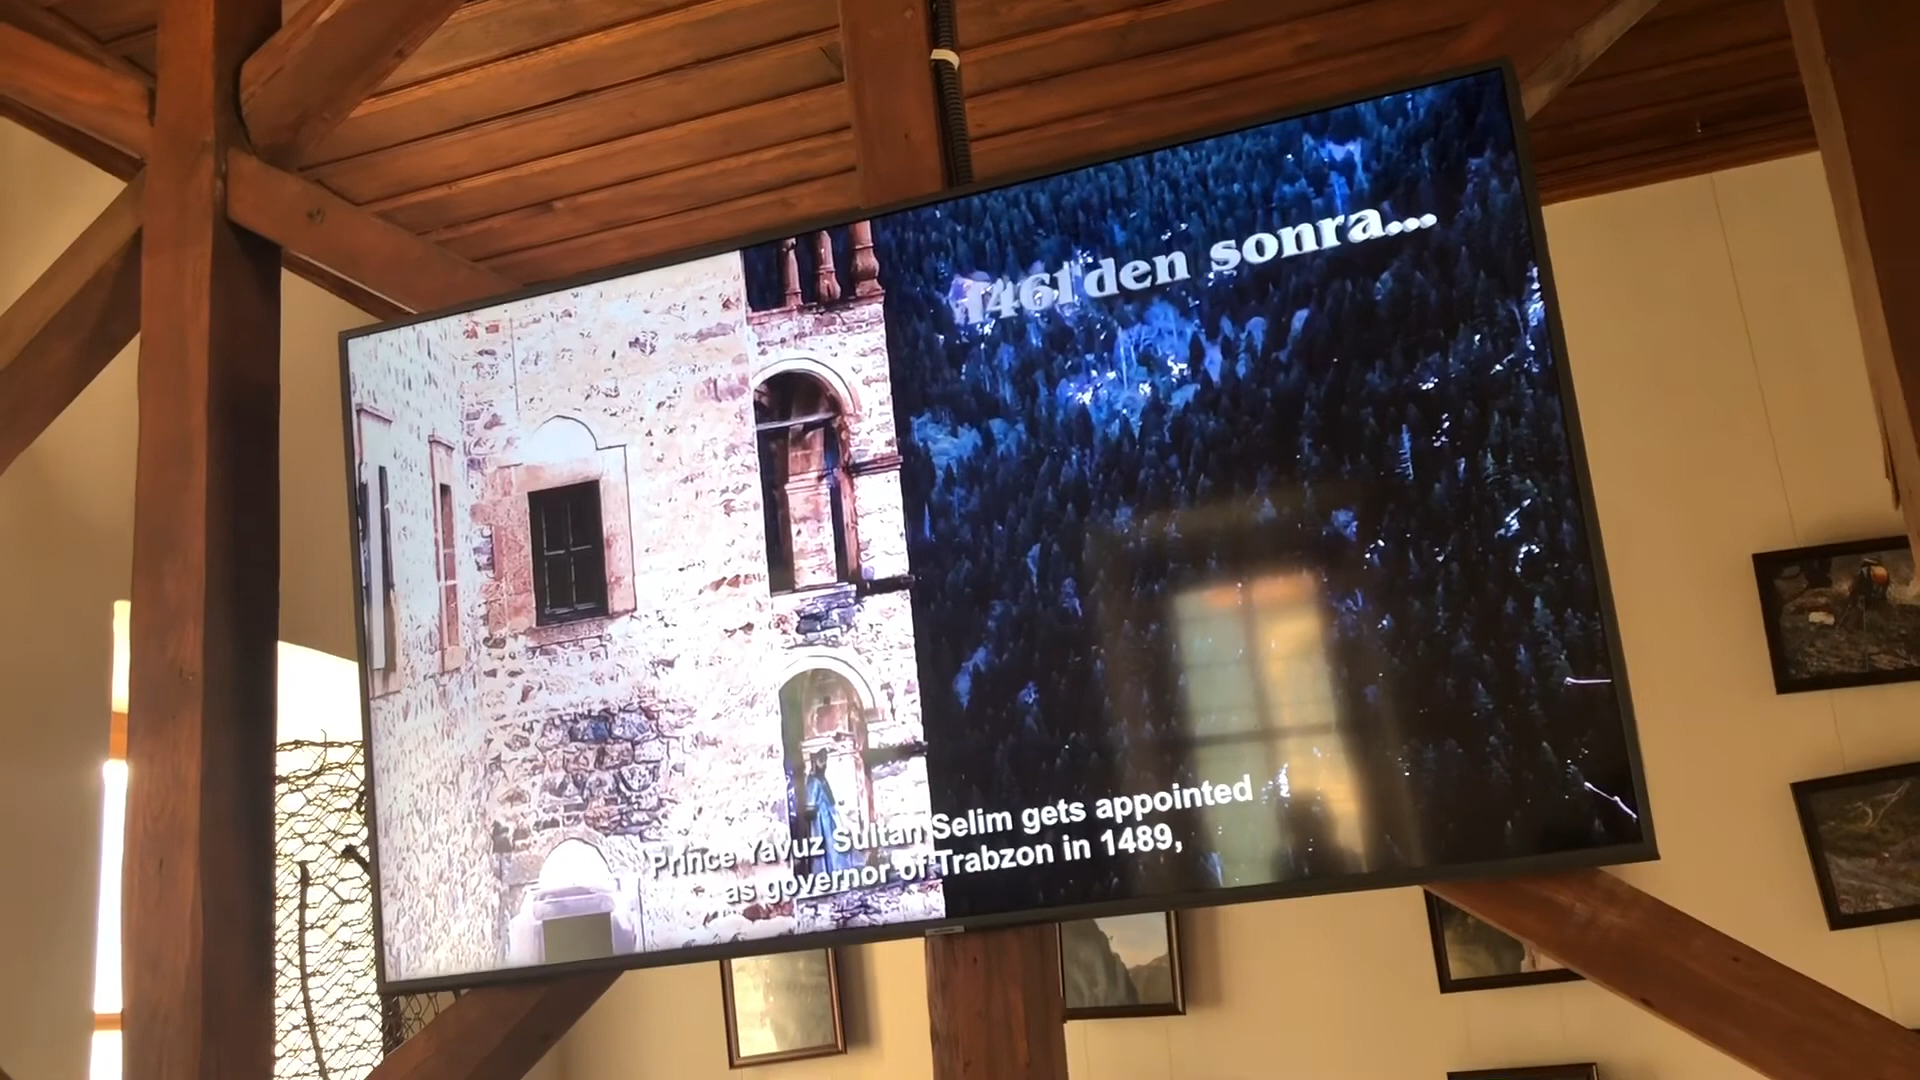 1461'den sonra...
Prince Yavuz Sultan Selim gets appointed
as governor of Trabzon in 1489,